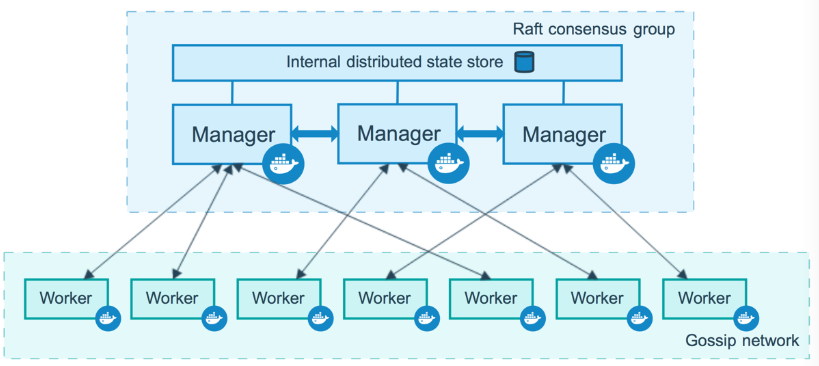 Raft consensus group
Internal distributed state store
Manager
Manager
Manager
Worker
Worker
Worker
Worker
Worker
Worker
Worker
Gossip network